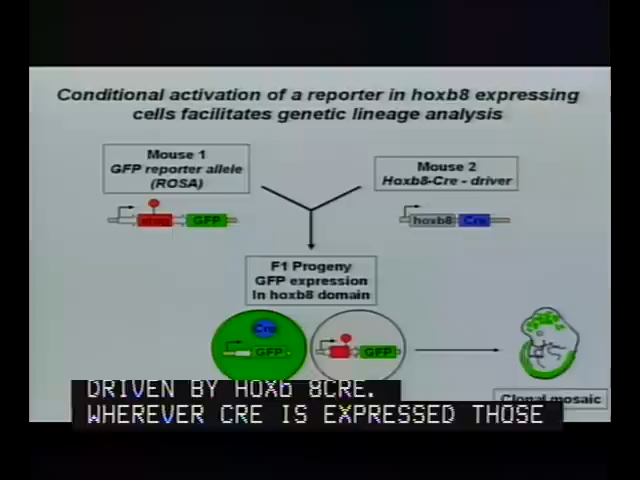 Conditional activation of a reporter in hoxb8 expressing
cells facilitates genetic lineage analysis
Mouse 1
GFP reporter allele
(ROSA)
Mouse 2
Hoxb8-Cre - driver
stop
GFP
hoxb8
Cre
F1 Progeny
GFP expression
In hoxb8 domain
Cre
GFP
GFP
Clonal mosaic
DRIVEN BY HOXb 8CRE.
WHEREVER CRE IS EXPRESSED THOSE